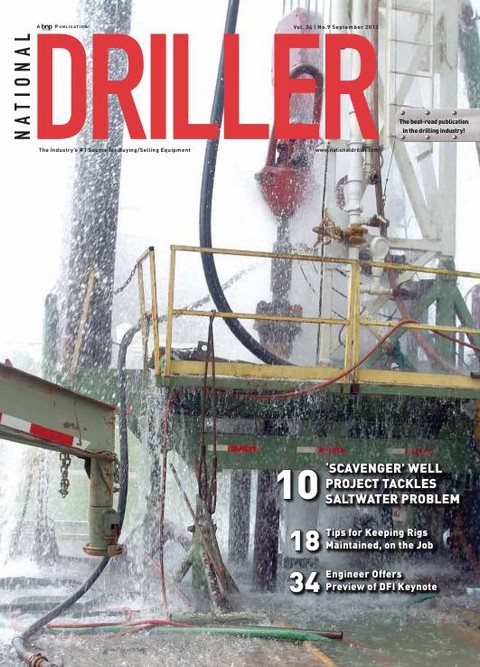 A bnp PUBLICATION
Vol. 34 | No.9 September 2013
NATIONAL
DRILLER
The best-read publication
in the drilling industry!
The Industry's #1 Source for Buying/Selling Equipment
www.nationaldriller.com
10
'SCAVENGER' WELL
PROJECT TACKLES
SALTWATER PROBLEM
18
Tips for Keeping Rigs
Maintained, on the Job
34
Engineer Offers
Preview of DFI Keynote